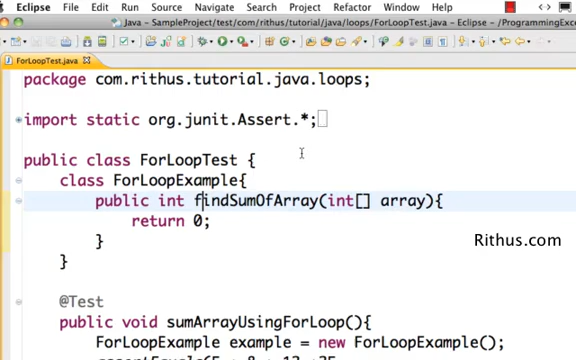 Eclipse File Edit Source Refactor Navigate Search Project Run Window Help
Java - SampleProject/test/com/rithus/tutorial/java/loops/ForLoopTest.java - Eclipse -
ForLoopTest.java
package com.rithus.tutorial.java.loops;
import static org.junit.Assert.*;
public class ForLoopTest {
class ForLoopExample{
public int findSumOfArray(int[] array){
return 0;
}
Rithus.com
}
@Test
public void sumArrayUsingForLoop(){
ForLoopExample example = new ForLoopExample();